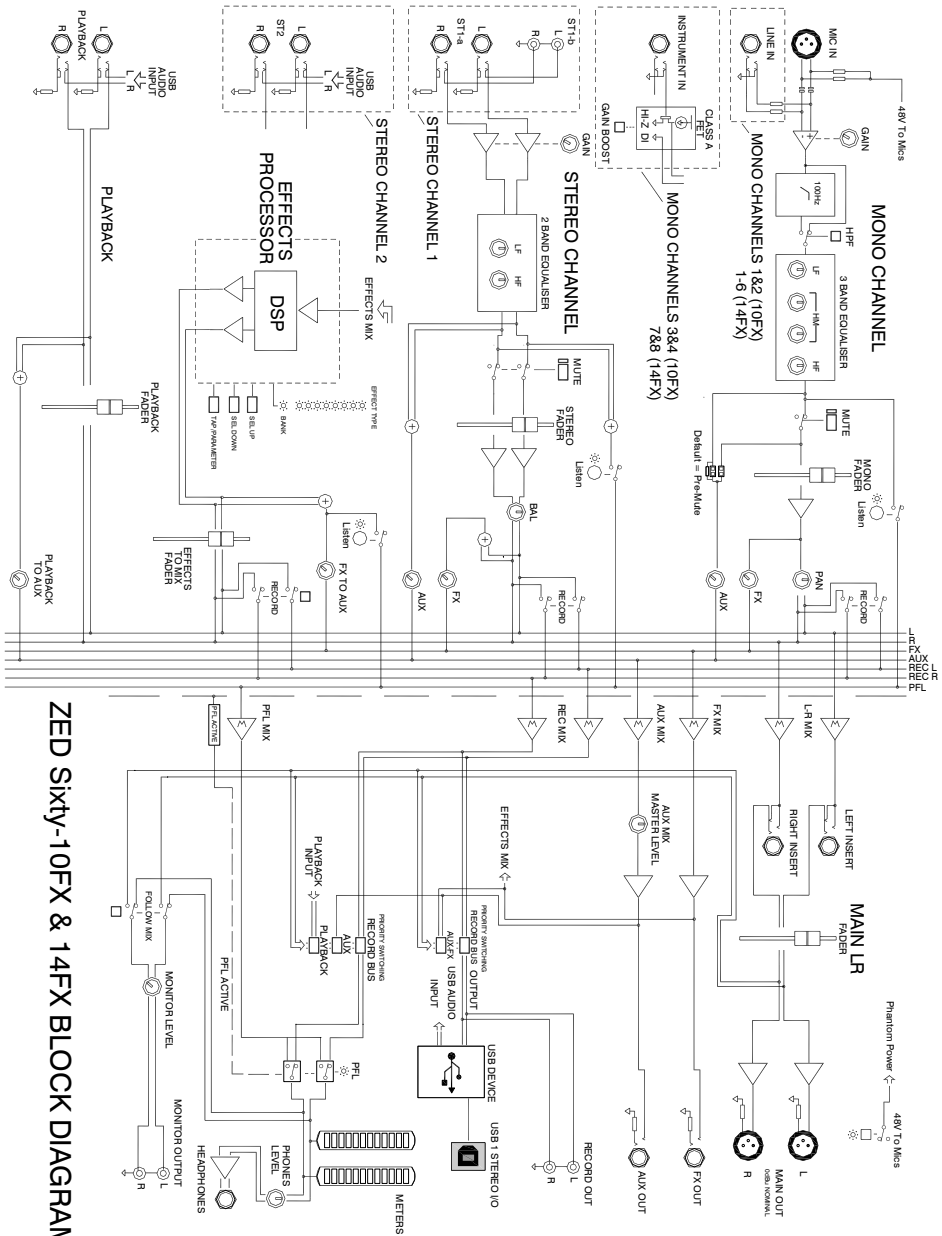 MIC IN
LINE IN
48V To Mics
GAIN
MONO CHANNEL
100Hz
HPF
3 BAND EQUALISER
LF
HM
HF
MUTE
Default = Pre-Mute
MONO
FADER
Listen
PAN
FX
AUX
RECORD
MONO CHANNELS 1&2 (10FX)
1-6 (14FX)
INSTRUMENT IN
CLASS A
FET
HI-Z DI
GAIN BOOST
MONO CHANNELS 3&4 (10FX)
7&8 (14FX)
ST1-b
L
R
ST1-a
L
R
GAIN
STEREO CHANNEL 1
STEREO CHANNEL
2 BAND EQUALISER
LF
HF
MUTE
STEREO
FADER
Listen
BAL
FX
AUX
RECORD
ST2
L
R
USB
AUDIO
INPUT
L
R
STEREO CHANNEL 2
EFFECTS
PROCESSOR
DSP
EFFECTS MIX
EFFECT TYPE
BANK
SEL UP
SEL DOWN
TAP/PARAMETER
Listen
FX TO AUX
EFFECTS
TO MIX
FADER
RECORD
PLAYBACK
L
R
USB
AUDIO
INPUT
L
R
PLAYBACK
PLAYBACK
FADER
PLAYBACK
TO AUX
L
R
FX
AUX
REC L
REC R
PFL
L-R MIX
FX MIX
AUX MIX
REC MIX
PFL MIX
PFL ACTIVE
LEFT INSERT
RIGHT INSERT
MAIN LR
FADER
Phantom Power
48V To Mics
L
R
MAIN OUT
0dBu NOMINAL
FX OUT
AUX MIX
MASTER LEVEL
AUX OUT
EFFECTS MIX
PRIORITY SWITCHING
RECORD BUS OUTPUT
AUX-FX
USB AUDIO
INPUT
USB DEVICE
USB 1 STEREO I/O
RECORD OUT
L
R
PRIORITY SWITCHING
RECORD BUS
AUX
PLAYBACK
PLAYBACK
INPUT
PFL ACTIVE
PFL
METERS
PHONES
LEVEL
HEADPHONES
FOLLOW MIX
MONITOR LEVEL
MONITOR OUTPUT
L
R
ZED Sixty-10FX & 14FX BLOCK DIAGRAM